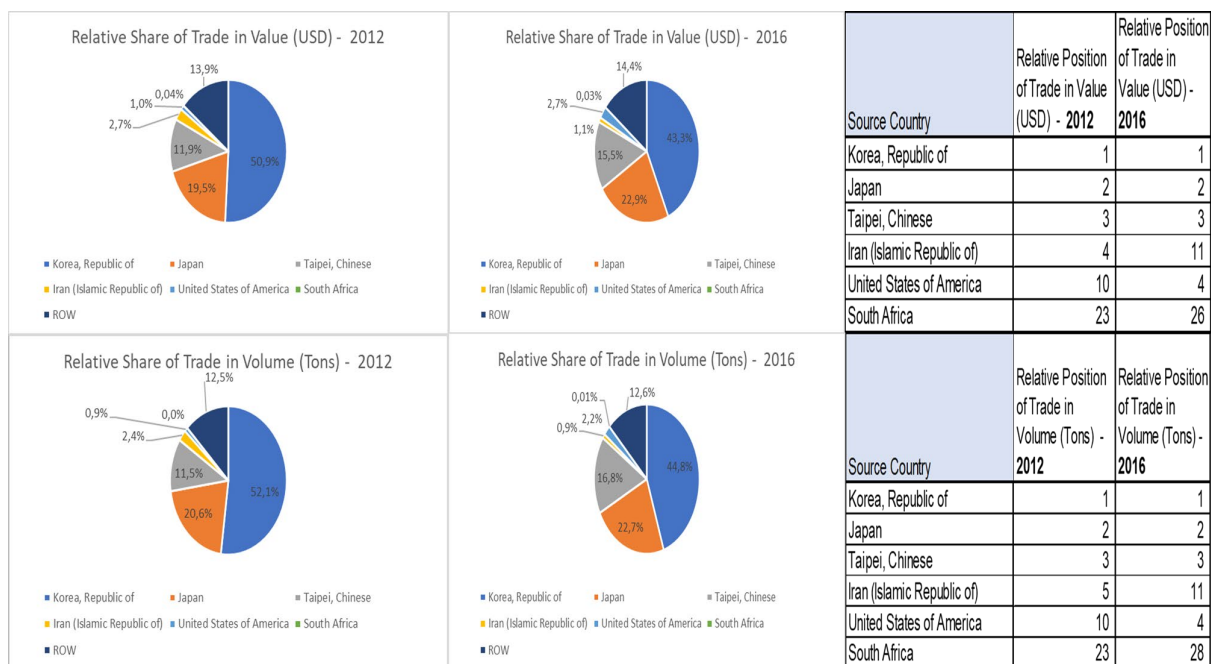 Relative Share of Trade in Value (USD) - 2012
13,9%
0,04%
1,0%
2,7%
11,9%
50,9%
19,5%
Korea, Republic of Japan Taipei, Chinese
Iran (Islamic Republic of) United States of America South Africa
ROW
Relative Share of Trade in Value (USD) - 2016
14,4%
0,03%
2,7%
1,1%
43,3%
15,5%
22,9%
Korea, Republic of Japan Taipei, Chinese
Iran (Islamic Republic of) United States of America South Africa
ROW
Source Country
Relative Position
of Trade in Value
(USD) - 2012
Relative Position
of Trade in
Value (USD) -
2016
Korea, Republic of 1 1
Japan 2 2
Taipei, Chinese 3 3
Iran (Islamic Republic of) 4 11
United States of America 10 4
South Africa 23 26
Relative Share of Trade in Volume (Tons) - 2012
12,5%
0,9%
0,0%
2,4%
11,5%
52,1%
20,6%
Korea, Republic of Japan Taipei, Chinese
Iran (Islamic Republic of) United States of America South Africa
ROW
Relative Share of Trade in Volume (Tons) - 2016
0,01%
12,6%
2,2%
0,9%
44,8%
16,8%
22,7%
Korea, Republic of Japan Taipei, Chinese
Iran (Islamic Republic of) United States of America South Africa
ROW
Source Country
Relative Position
of Trade in
Volume (Tons) -
2012
Relative Position
of Trade in
Volume (Tons) -
2016
Korea, Republic of 1 1
Japan 2 2
Taipei, Chinese 3 3
Iran (Islamic Republic of) 5 11
United States of America 10 4
South Africa 23 28